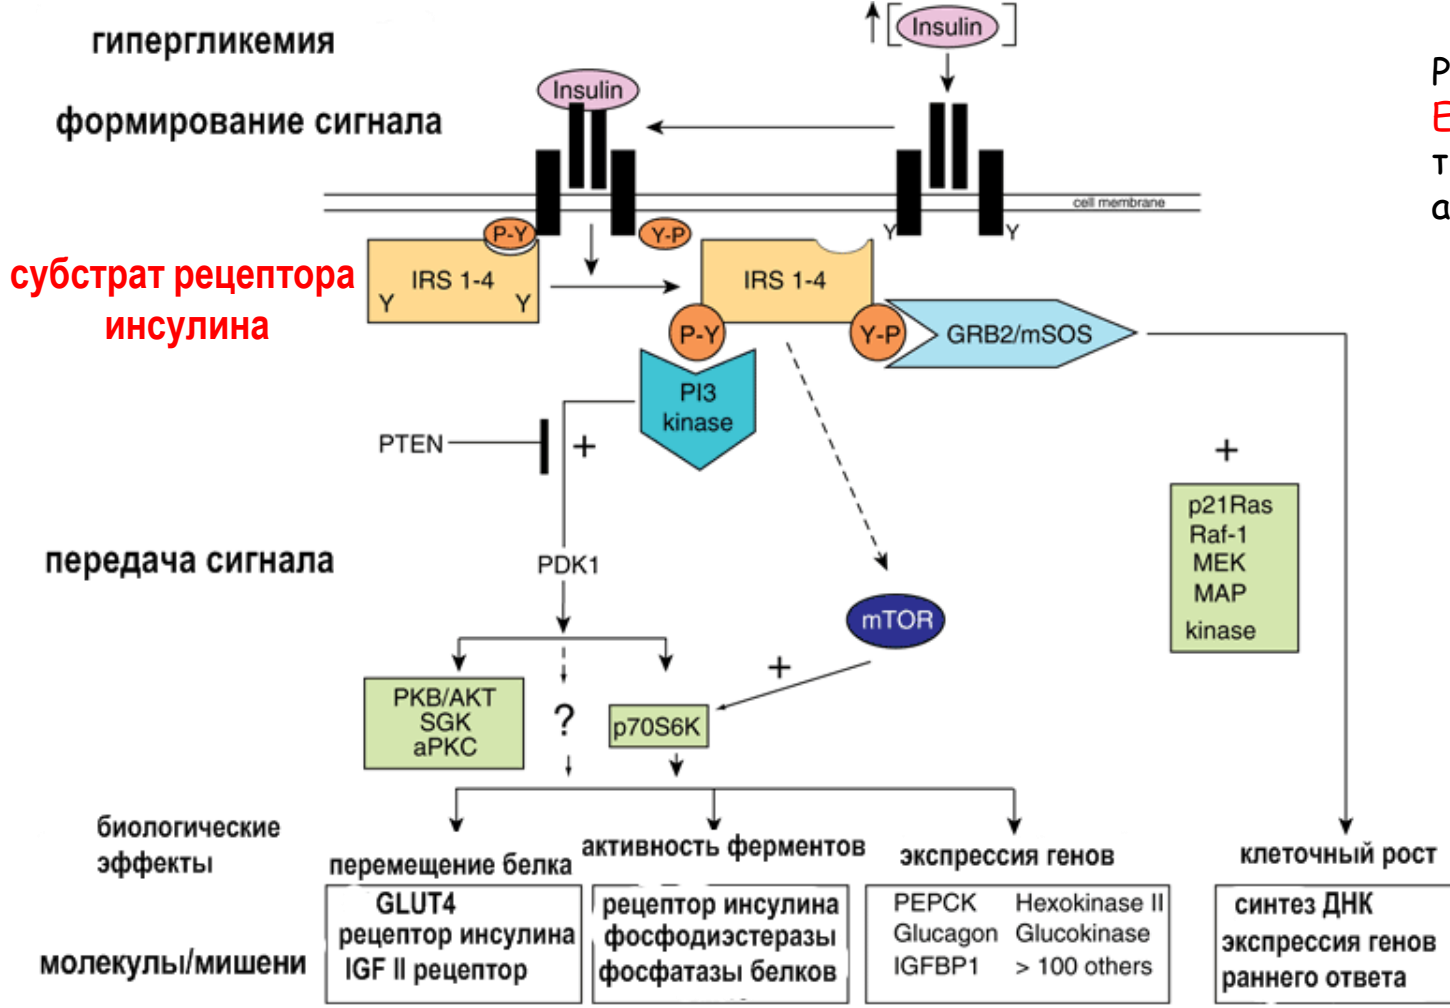 гипергликемия
Insulin
Insulin
формирование сигнала
cell membrane
P-Y
Y-P
Y
Y
субстрат рецептора
инсулина
IRS 1-4
Y
Y
IRS 1-4
P-Y
Y-P
GRB2/mSOS
PI3
kinase
PTEN
+
+
p21Ras
Raf-1
MEK
MAP
kinase
передача сигнала
PDK1
mTOR
+
PKB/AKT
SGK
aPKC
?
p70S6K
биологические
эффекты
перемещение белка
активность ферментов
экспрессия генов
клеточный рост
молекулы/мишени
GLUT4
рецептор инсулина
IGF II рецептор
рецептор инсулина
фосфодиэстеразы
фосфатазы белков
PEPCK Hexokinase II
Glucagon Glucokinase
IGFBP1 > 100 others
синтез ДНК
экспрессия генов
раннего ответа